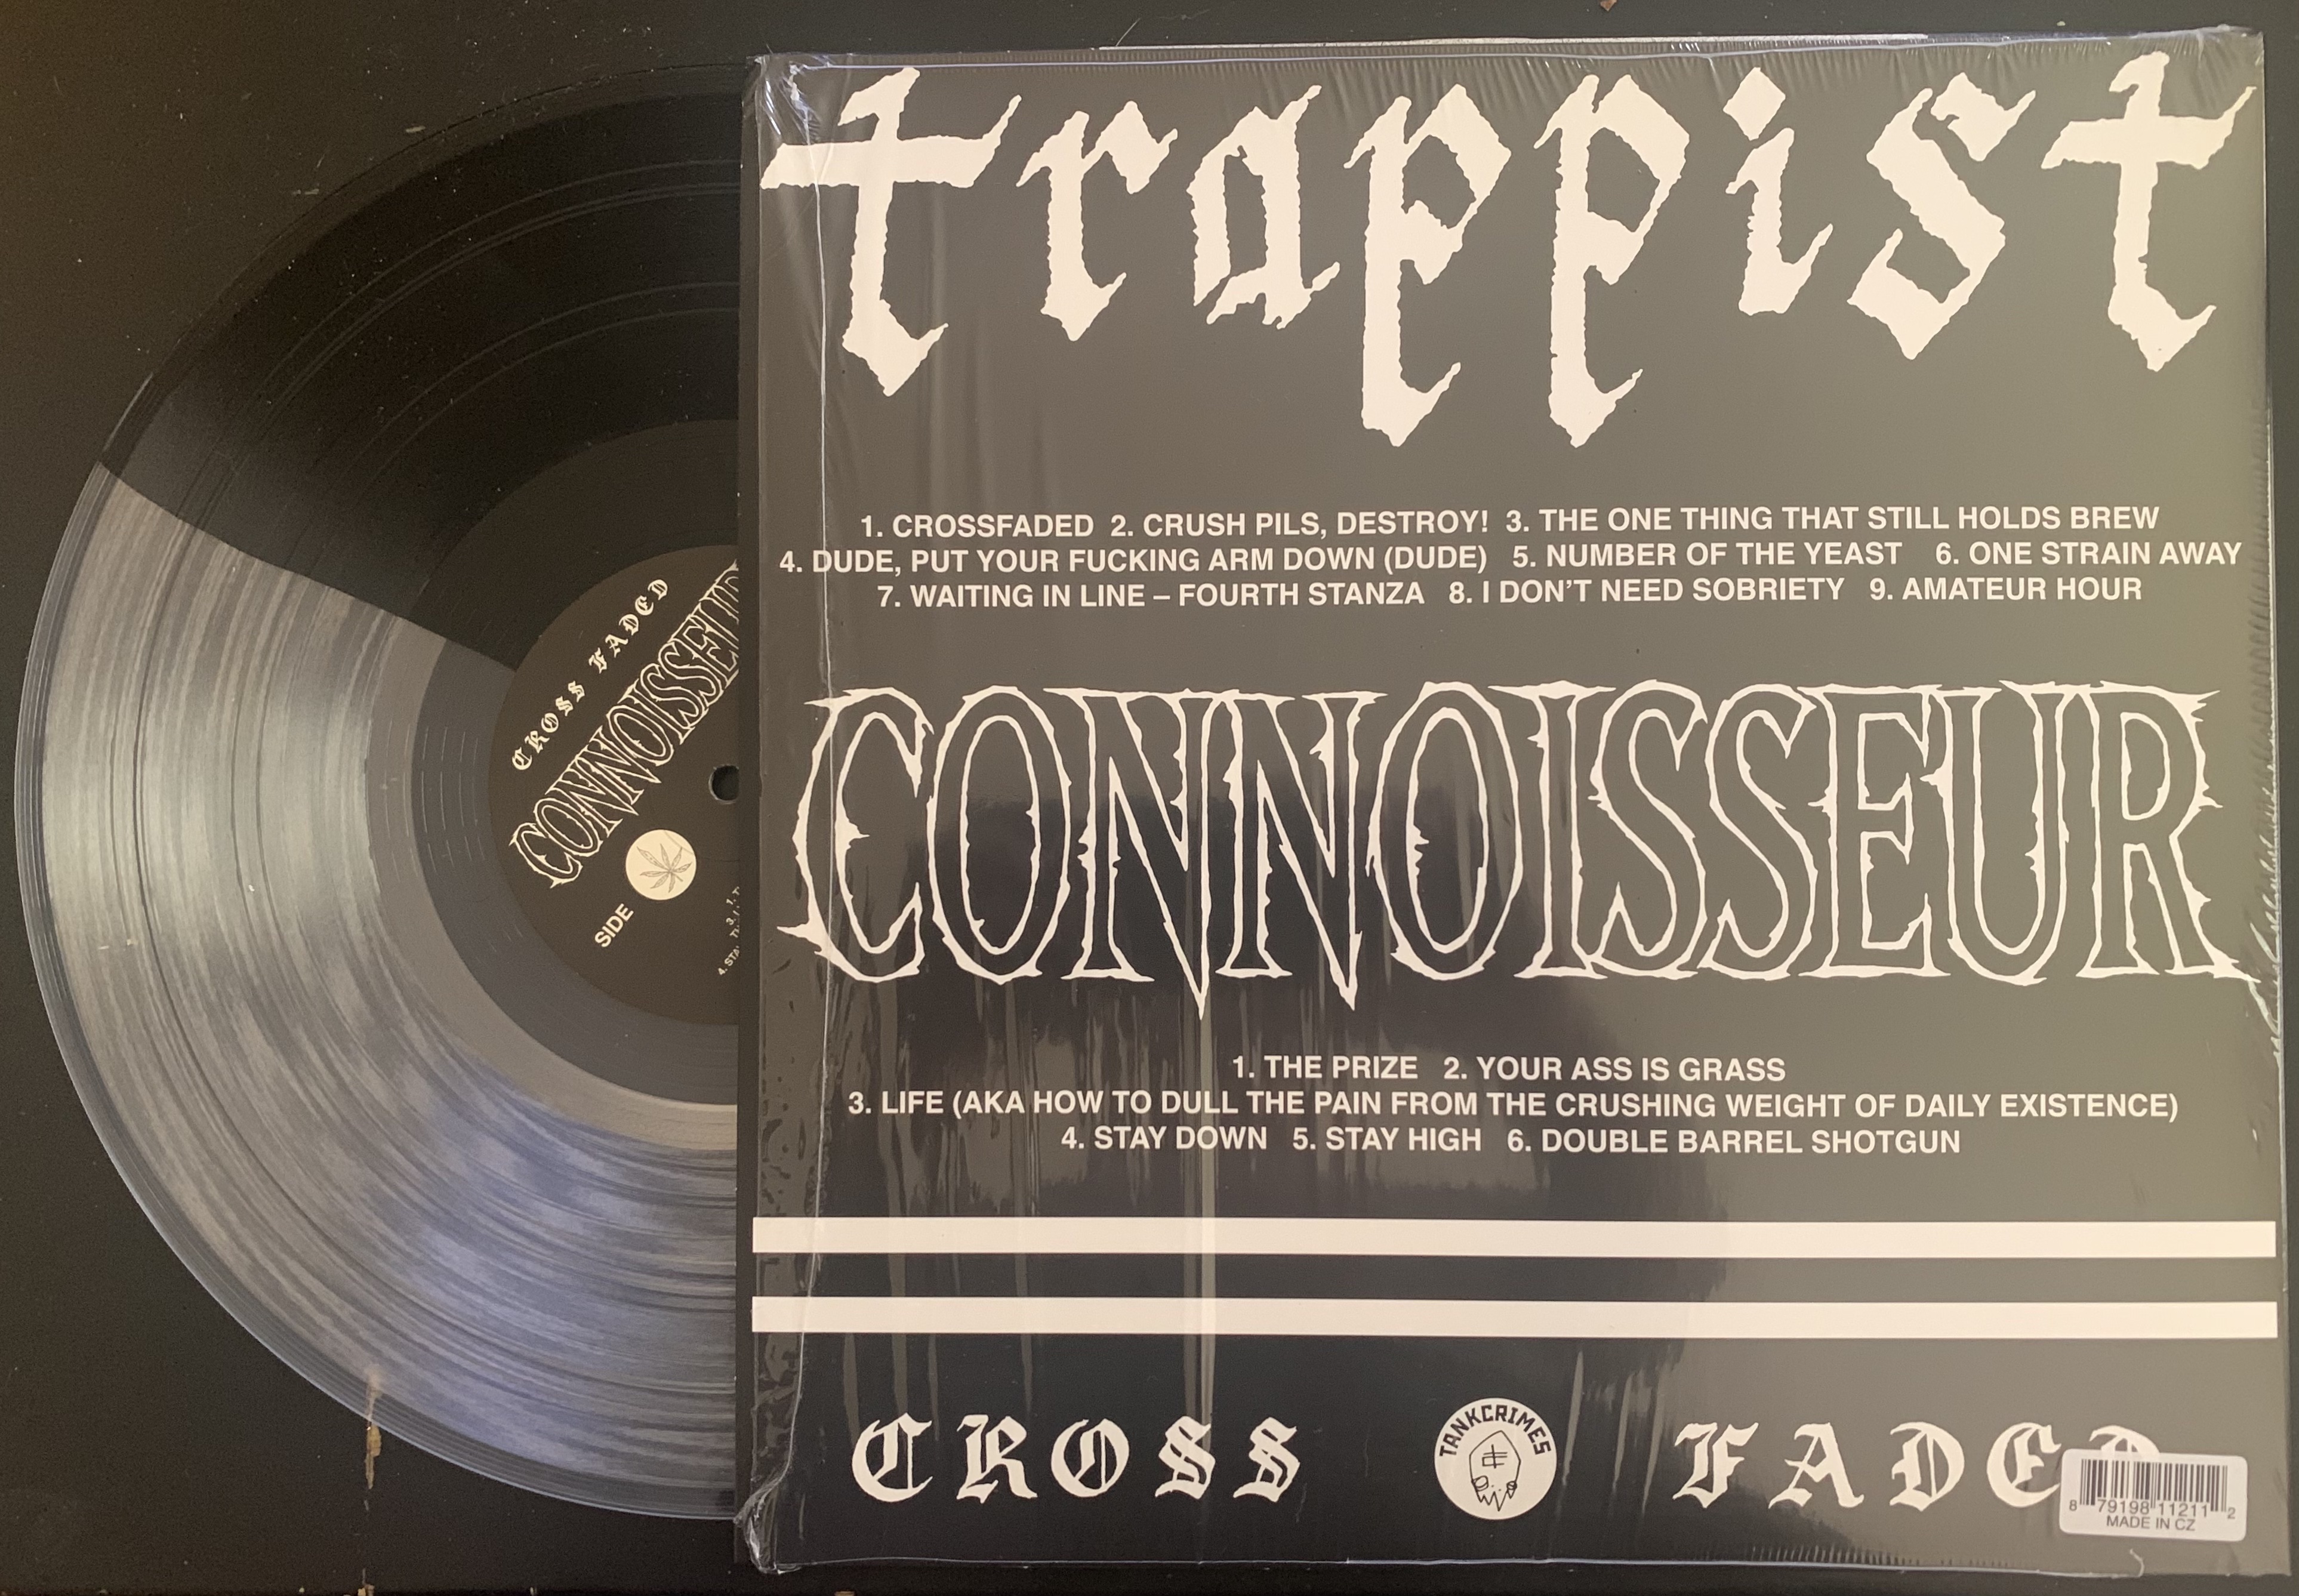 trappist
1. CROSSFADED 2. CRUSH PILS, DESTROY! 3. THE ONE THING THAT STILL HOLDS BREW
4. DUDE, PUT YOUR FUCKING ARM DOWN (DUDE) 5. NUMBER OF THE YEAST 6. ONE STRAIN AWAY
7. WAITING IN LINE – FOURTH STANZA 8. I DON'T NEED SOBRIETY 9. AMATEUR HOUR
CONNOISSEUR
1. THE PRIZE 2. YOUR ASS IS GRASS
3. LIFE (AKA HOW TO DULL THE PAIN FROM THE CRUSHING WEIGHT OF DAILY EXISTENCE)
4. STAY DOWN 5. STAY HIGH 6. DOUBLE BARREL SHOTGUN
CROSS TANKCRIMES FADED
8 79198 11211 2
MADE IN CZ
CROSS FADED
CONNOISSEUR
SIDE